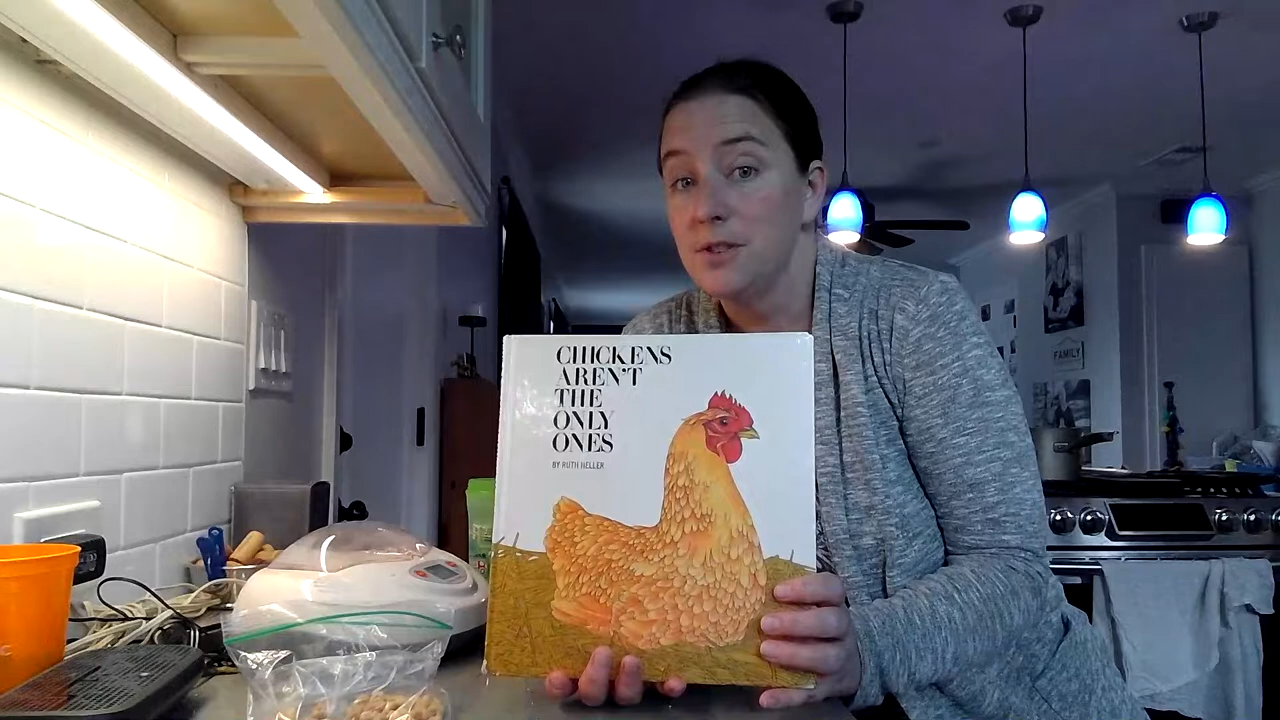 CHICKENS
AREN'T
THE
ONLY
ONES
BY RUTH HELLER
FAMILY